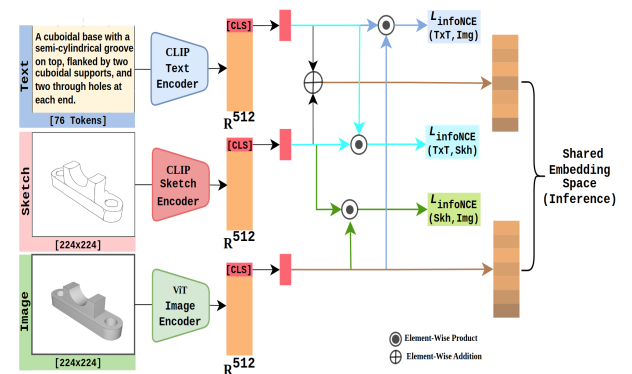 Text
A cuboidal base with a
semi-cylindrical groove
on top, flanked by two
cuboidal supports, and
two through holes at
each end.
[76 Tokens]
CLIP
Text
Encoder
[CLS]
R512
LinfoNCE
(TxT,Img)
Sketch
[224x224]
CLIP
Sketch
Encoder
[CLS]
R512
LinfoNCE
(TxT,Skh)
LinfoNCE
(Skh,Img)
Shared
Embedding
Space
(Inference)
Image
[224x224]
ViT
Image
Encoder
[CLS]
R512
Element-Wise Product
Element-Wise Addition